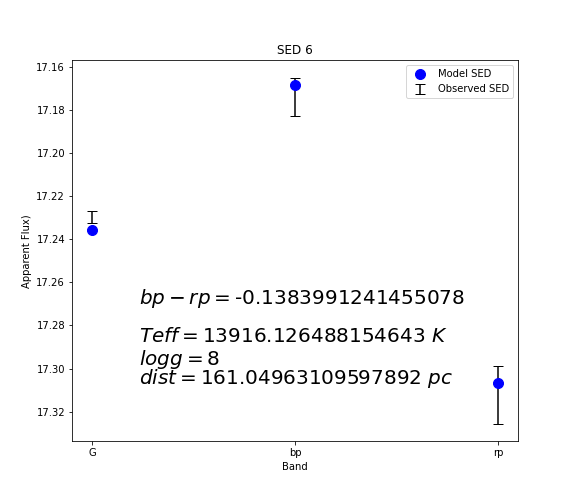 SED 6
17.16
17.18
17.20
17.22
17.24
17.26
17.28
17.30
17.32
Apparent Flux)
Model SED
Observed SED
bp − rp = -0.1383991241455078
Teff = 13916.126488154643 K
logg = 8
dist = 161.04963109597892 pc
G bp rp
Band